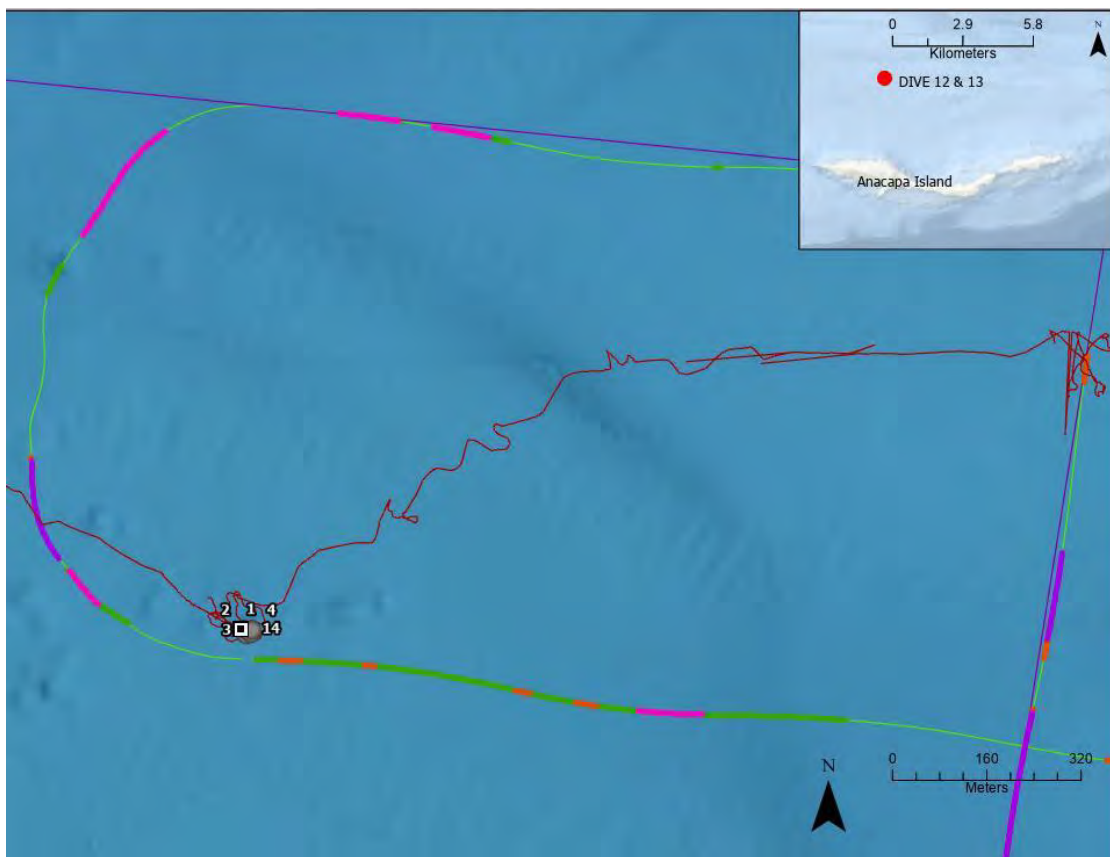 0 2.9 5.8
Kilometers
N
DIVE 12 & 13
Anacapa Island
2 1 4
3 14
N
0 160 320
Meters